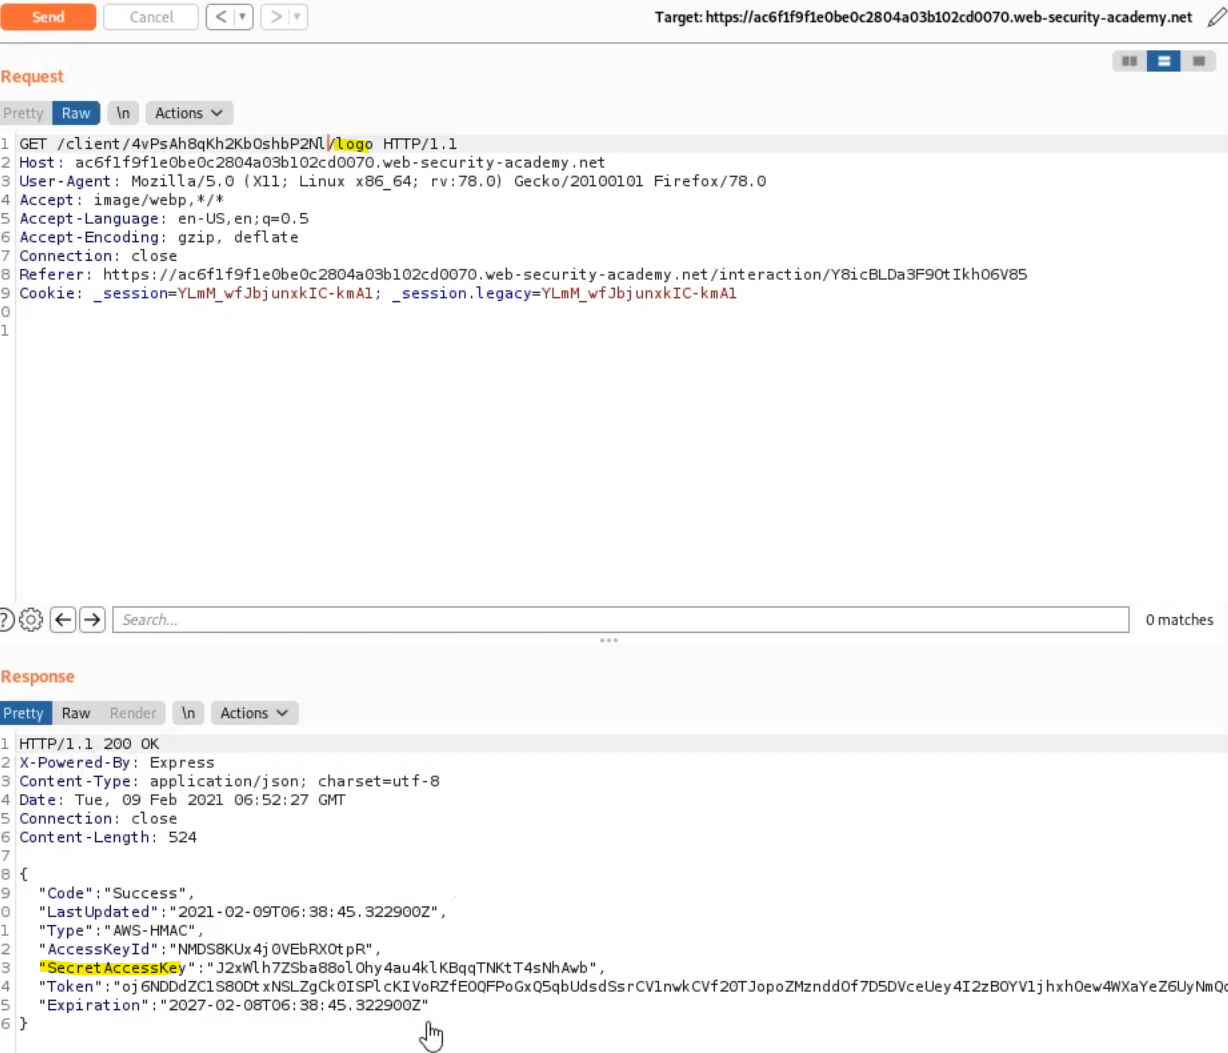 Send Cancel < > Target: https://ac6f1f9f1e0be0c2804a03b102cd0070.web-security-academy.net
Request
Pretty Raw \n Actions
1 GET /client/4vPsAh8qKh2KbOshbP2Nl/logo HTTP/1.1
2 Host: ac6f1f9f1e0be0c2804a03b102cd0070.web-security-academy.net
3 User-Agent: Mozilla/5.0 (X11; Linux x86_64; rv:78.0) Gecko/20100101 Firefox/78.0
4 Accept: image/webp,*/*
5 Accept-Language: en-US,en;q=0.5
6 Accept-Encoding: gzip, deflate
7 Connection: close
8 Referer: https://ac6f1f9f1e0be0c2804a03b102cd0070.web-security-academy.net/interaction/Y8icBLDa3F9OtIkhO6V85
9 Cookie: _session=YLmM_wfJbjunxkIC-kmA1; _session.legacy=YLmM_wfJbjunxkIC-kmA1
0
1
? Search... 0 matches
Response
Pretty Raw Render \n Actions
1 HTTP/1.1 200 OK
2 X-Powered-By: Express
3 Content-Type: application/json; charset=utf-8
4 Date: Tue, 09 Feb 2021 06:52:27 GMT
5 Connection: close
6 Content-Length: 524
7
8 {
9 "Code":"Success",
0 "LastUpdated":"2021-02-09T06:38:45.322900Z",
1 "Type":"AWS-HMAC",
2 "AccessKeyId":"NMDS8KUx4j0VEbRXOtpR",
3 "SecretAccessKey":"J2xWlh7ZSba88olOhy4au4klKBqqTNKtT4sNhAwb",
4 "Token":"oj6NDDdZC1S8ODtxNSLZgCk0ISPlcKIVoRZfEOQFPoGxQ5qbUdsdSsrCV1nwkCVf20TJopoZMznddOf7D5DVceUey4I2zBOYV1jhxhOew4WXaYeZ6UyNmQ
5 "Expiration":"2027-02-08T06:38:45.322900Z"
6 }